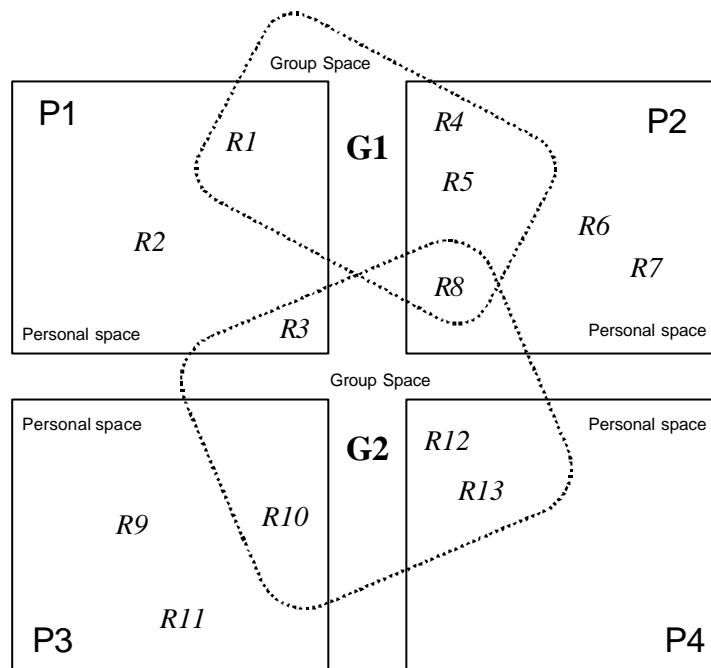 Group Space
P1
P2
R1
G1
R4
R5
R2
R6
R7
R8
R3
Personal space
Personal space
Group Space
Personal space
Personal space
G2
R12
R13
R9
R10
R11
P3
P4